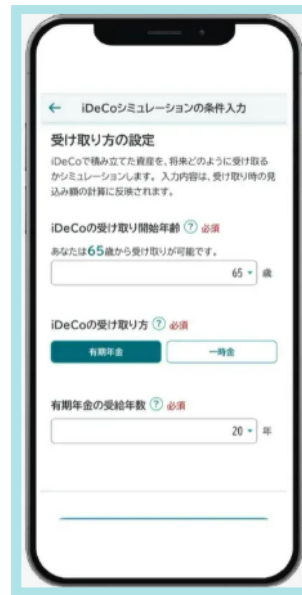 ← iDeCoシミュレーションの条件入力
受け取り方の設定
iDeCoで積み立てた資産を、将来どのように受け取る
かシミュレーションします。入力内容は、受け取り時の見
込み額の計算に反映されます。
iDeCoの受け取り開始年齢 ? 必須
あなたは65歳から受け取りが可能です。
65 歳
iDeCoの受け取り方 ? 必須
有期年金 一時金
有期年金の受給年数 ? 必須
20 年